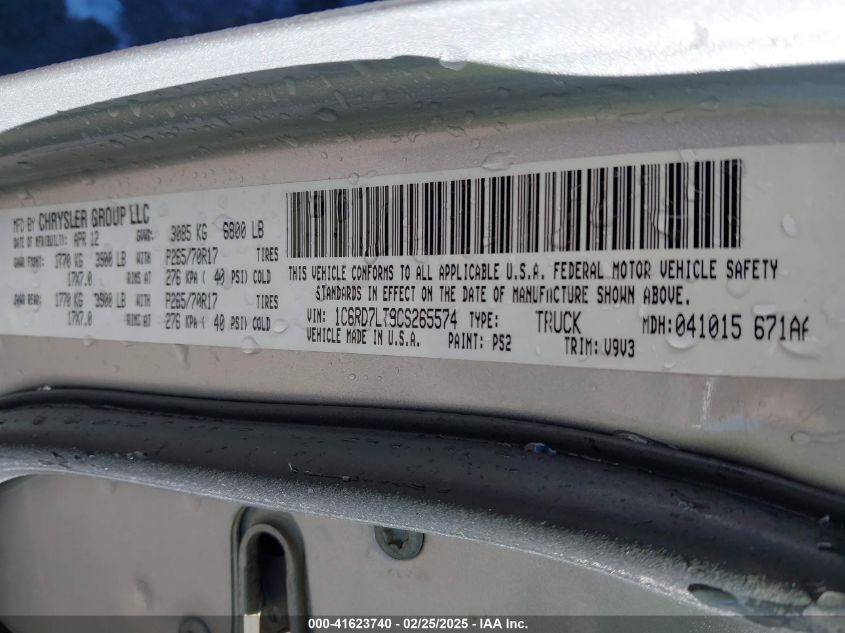 MFD BY CHRYSLER GROUP LLC
DATE OF MFR(BUILT): APR 12 GVWR: 3085 KG 6800 LB
GAWR FRONT: 1770 KG 3900 LB WITH P265/70R17 TIRES
17X7.0 RIMS AT 276 KPA ( 40 PSI) COLD
GAWR REAR: 1770 KG 3900 LB WITH P265/70R17 TIRES
17X7.0 RIMS AT 276 KPA ( 40 PSI) COLD
THIS VEHICLE CONFORMS TO ALL APPLICABLE U.S.A. FEDERAL MOTOR VEHICLE SAFETY
STANDARDS IN EFFECT ON THE DATE OF MANUFACTURE SHOWN ABOVE.
VIN: 1C6RD7LT9CS265574 TYPE: TRUCK MDH:041015 671AA
VEHICLE MADE IN U.S.A. PAINT: PS2 TRIM: V9V3
000-41623740 - 02/25/2025 - IAA Inc.